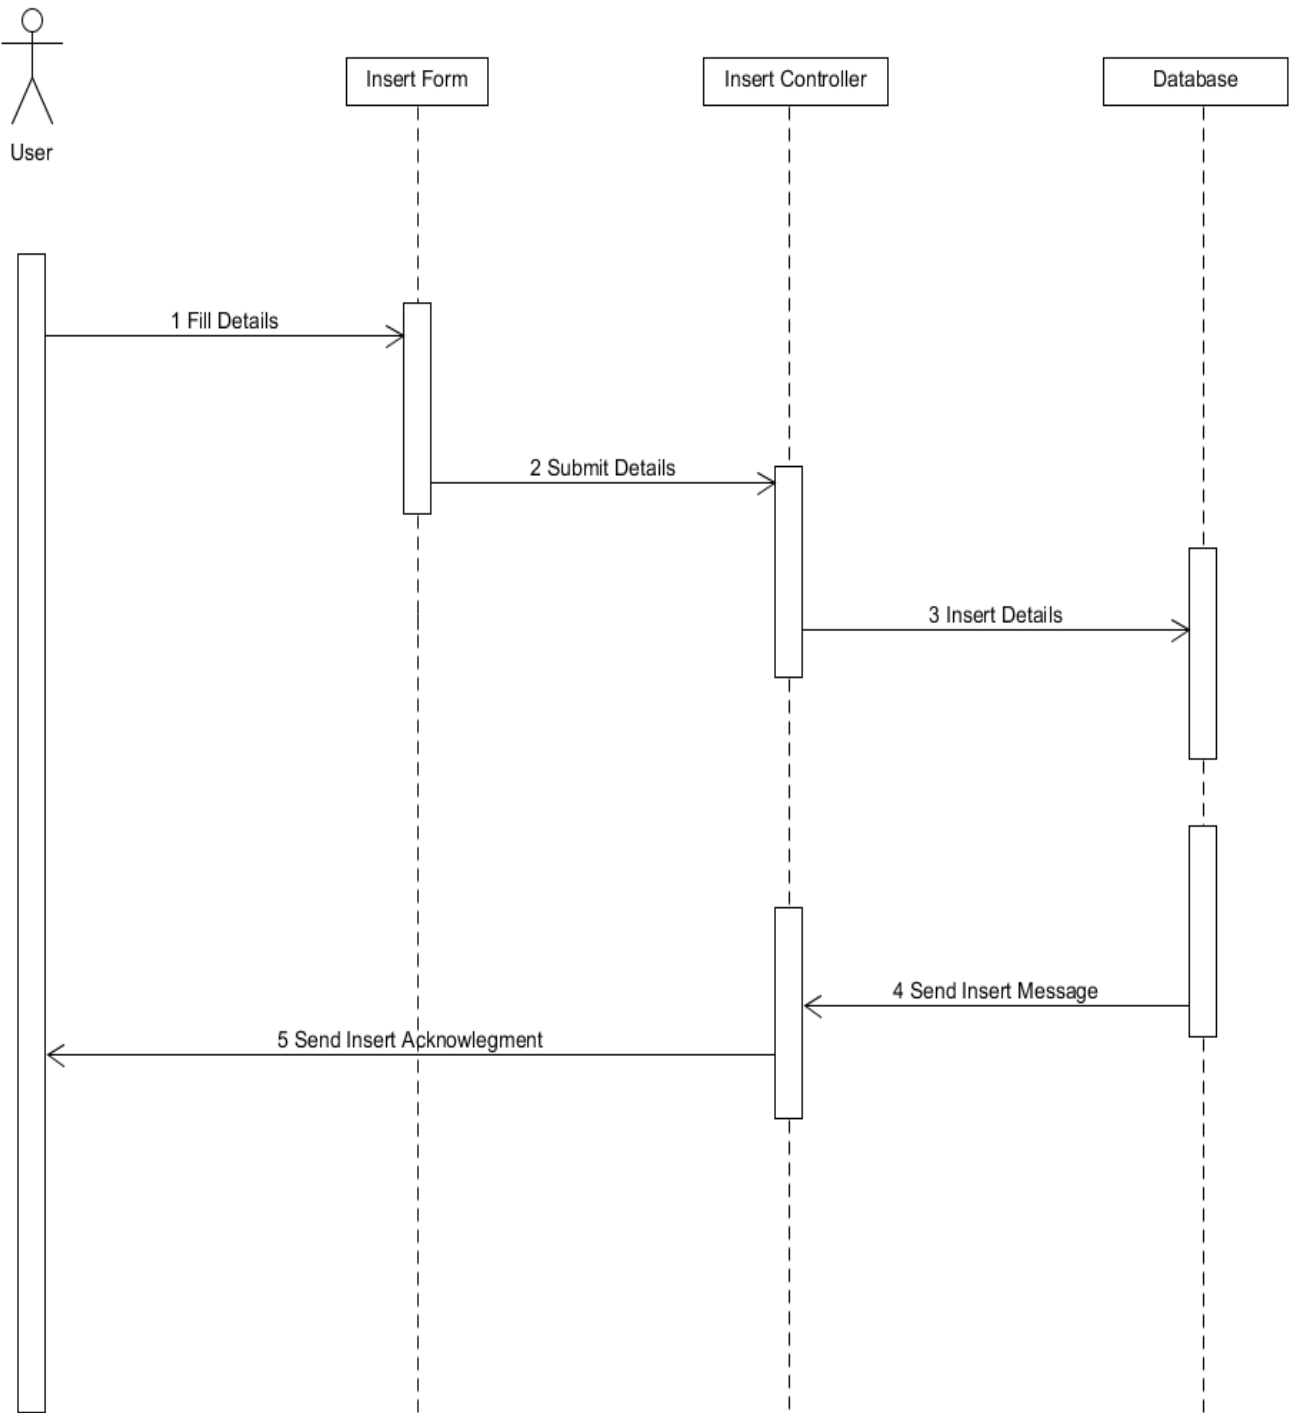 User
Insert Form
Insert Controller
Database
1 Fill Details
2 Submit Details
3 Insert Details
4 Send Insert Message
5 Send Insert Acknowlegment